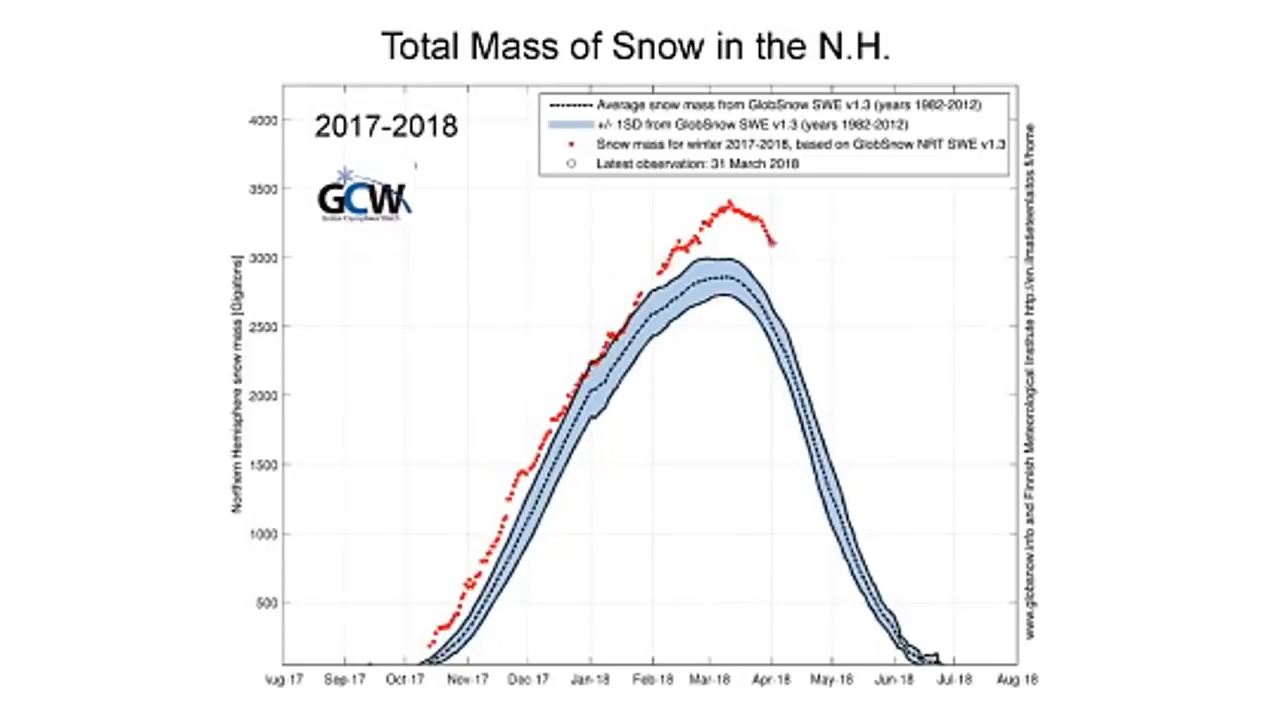 Total Mass of Snow in the N.H.
2017-2018
GCW
Average snow mass from GlobSnow SWE v1.3 (years 1982-2012)
+/- 1SD from GlobSnow SWE v1.3 (years 1982-2012)
Snow mass for winter 2017-2018, based on GlobSnow NRT SWE v1.3
Latest observation: 31 March 2018
4000
3500
3000
2500
2000
1500
1000
500
Northern Hemisphere snow mass [Gigatons]
Aug-17 Sep-17 Oct-17 Nov-17 Dec-17 Jan-18 Feb-18 Mar-18 Apr-18 May-18 Jun-18 Jul-18 Aug-18
www.globsnow.info and Finnish Meteorological Institute